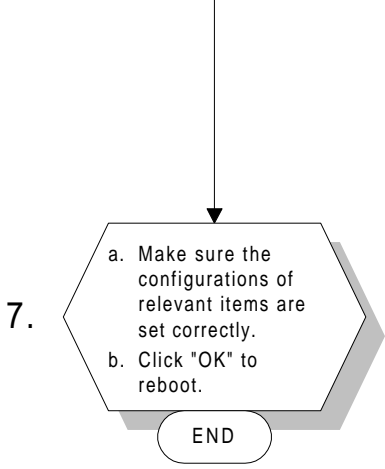 a. Make sure the
configurations of
relevant items are
set correctly.
7.
b. Click "OK" to
reboot.
END